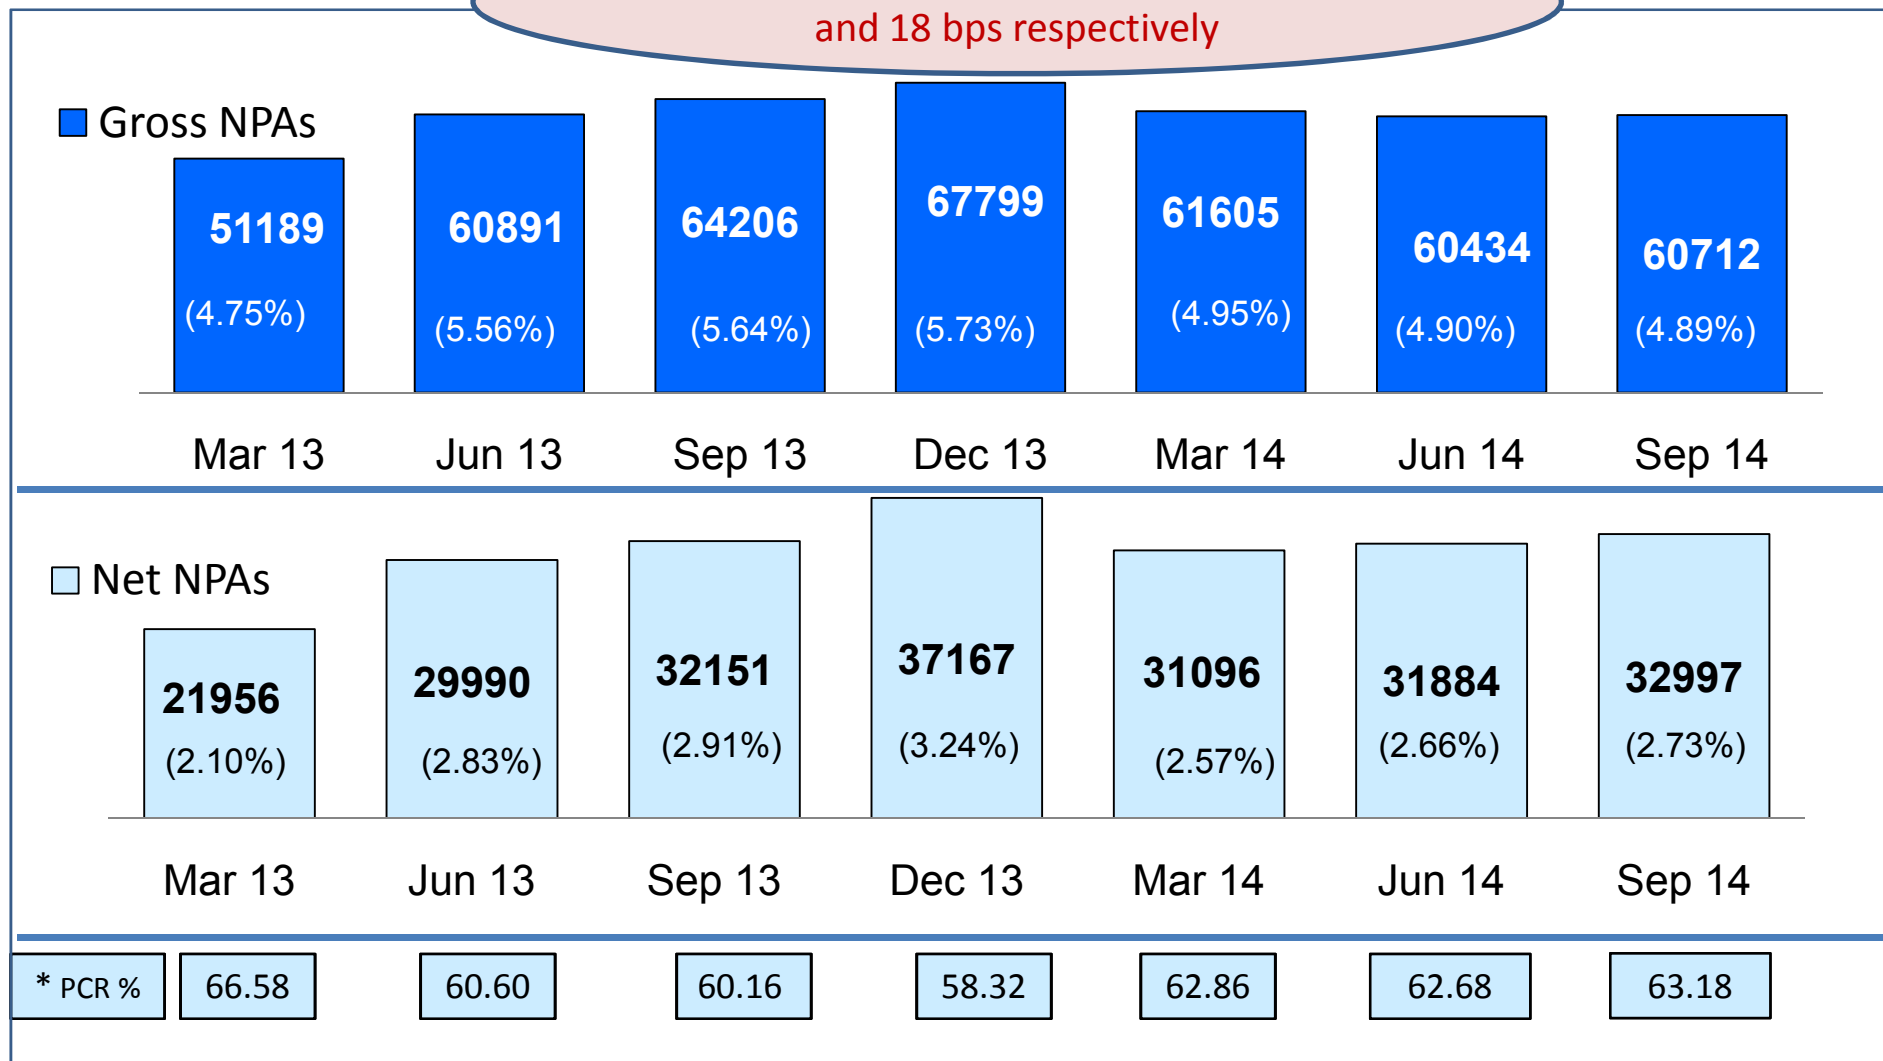 and 18 bps respectively
Gross NPAs
51189 60891 64206 67799 61605 60434 60712
(4.75%) (5.56%) (5.64%) (5.73%) (4.95%) (4.90%) (4.89%)
Mar 13 Jun 13 Sep 13 Dec 13 Mar 14 Jun 14 Sep 14
Net NPAs
21956 29990 32151 37167 31096 31884 32997
(2.10%) (2.83%) (2.91%) (3.24%) (2.57%) (2.66%) (2.73%)
Mar 13 Jun 13 Sep 13 Dec 13 Mar 14 Jun 14 Sep 14
* PCR % 66.58 60.60 60.16 58.32 62.86 62.68 63.18